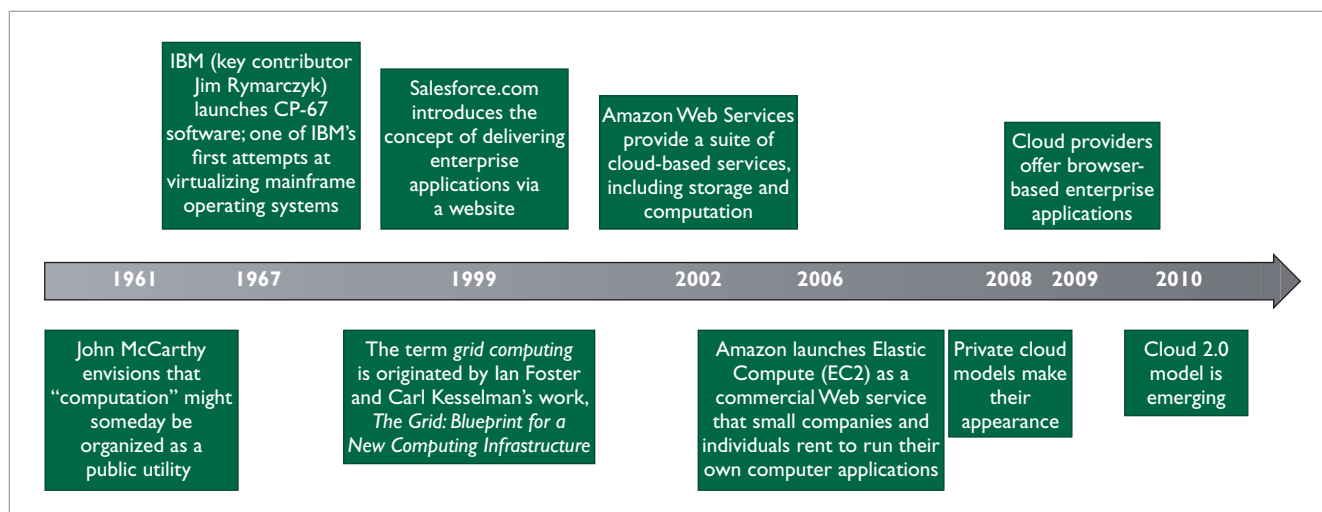 IBM (key contributor
Jim Rymarczyk)
launches CP-67
software; one of IBM’s
first attempts at
virtualizing mainframe
operating systems
Salesforce.com
introduces the
concept of delivering
enterprise
applications via
a website
Amazon Web Services
provide a suite of
cloud-based services,
including storage and
computation
Cloud providers
offer browser-
based enterprise
applications
1961 1967 1999 2002 2006 2008 2009 2010
John McCarthy
envisions that
“computation” might
someday be
organized as a
public utility
The term grid computing
is originated by Ian Foster
and Carl Kesselman’s work,
The Grid: Blueprint for a
New Computing Infrastructure
Amazon launches Elastic
Compute (EC2) as a
commercial Web service
that small companies and
individuals rent to run their
own computer applications
Private cloud
models make
their
appearance
Cloud 2.0
model is
emerging